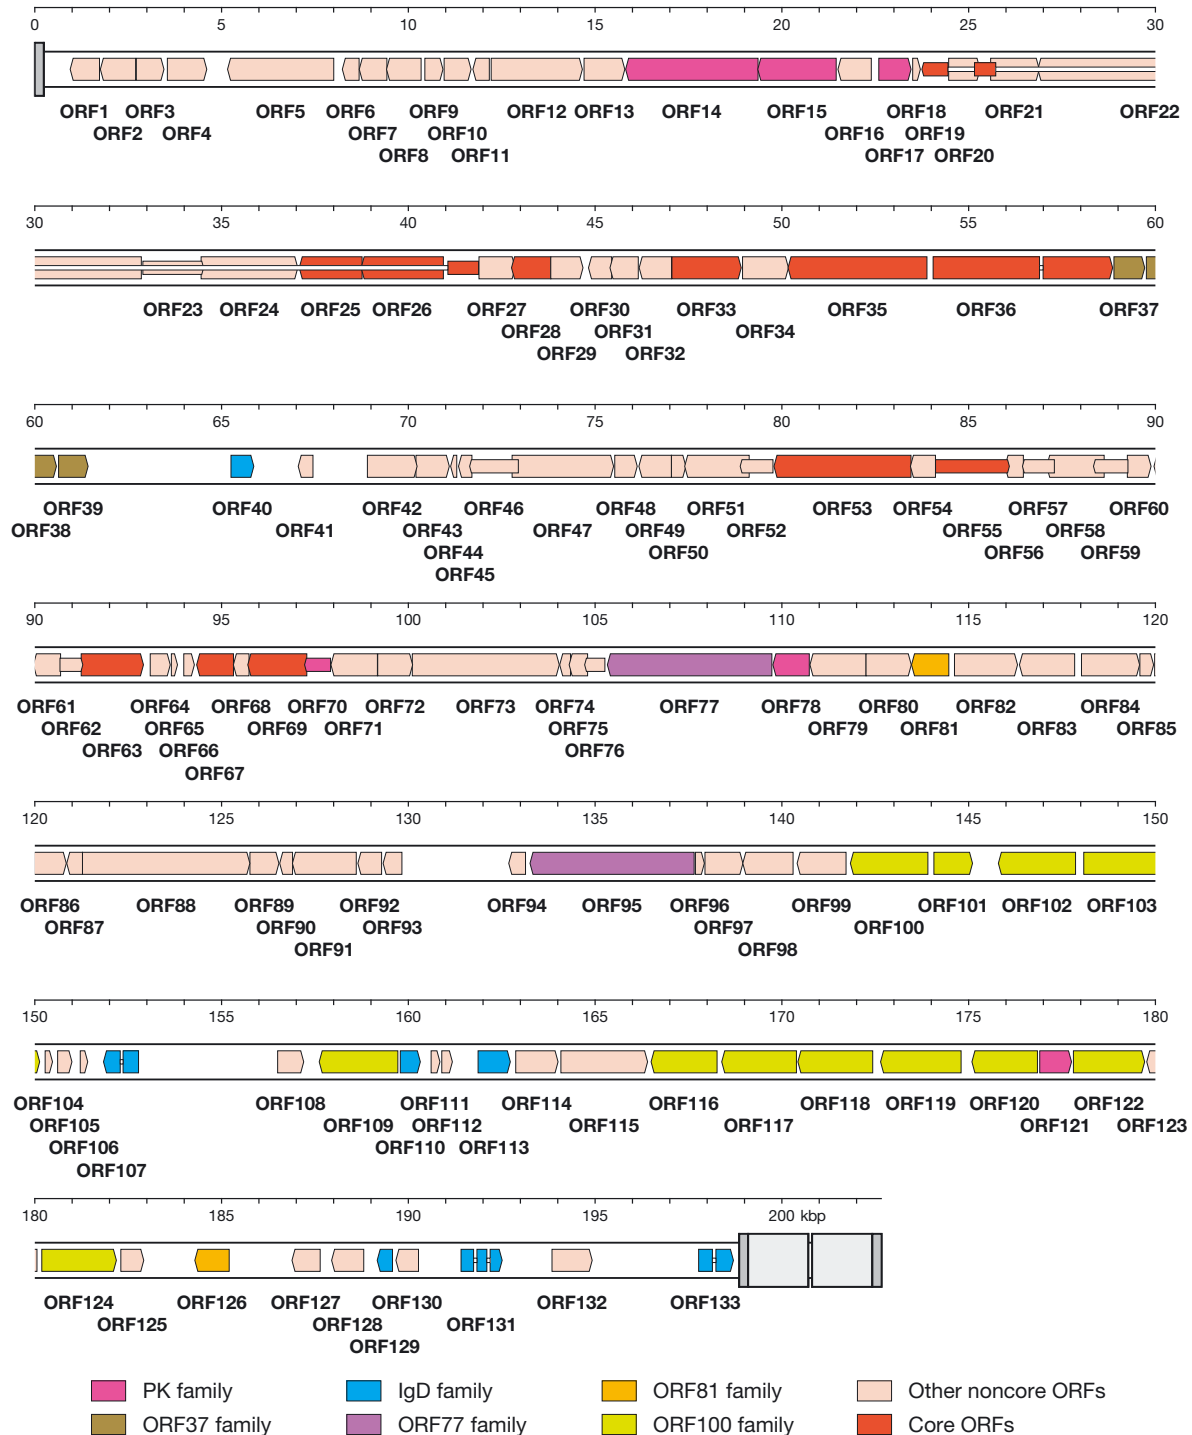 0 5 10 15 20 25 30
ORF1 ORF3 ORF5 ORF6 ORF9 ORF12 ORF13 ORF14 ORF15 ORF18 ORF21 ORF22
ORF2 ORF4 ORF7 ORF10 ORF16 ORF19
ORF8 ORF11 ORF17 ORF20
30 35 40 45 50 55 60
ORF23 ORF24 ORF25 ORF26 ORF27 ORF30 ORF33 ORF35 ORF36 ORF37
ORF28 ORF31 ORF34
ORF29 ORF32
60 65 70 75 80 85 90
ORF39 ORF40 ORF42 ORF46 ORF48 ORF51 ORF53 ORF54 ORF57 ORF60
ORF38 ORF41 ORF43 ORF47 ORF49 ORF52 ORF55 ORF58
ORF44 ORF50 ORF56 ORF59
ORF45
90 95 100 105 110 115 120
ORF61 ORF64 ORF68 ORF70 ORF72 ORF73 ORF74 ORF77 ORF78 ORF80 ORF82 ORF84
ORF62 ORF65 ORF69 ORF71 ORF75 ORF79 ORF81 ORF83 ORF85
ORF63 ORF66 ORF76
ORF67
120 125 130 135 140 145 150
ORF86 ORF88 ORF89 ORF92 ORF94 ORF95 ORF96 ORF99 ORF101 ORF102 ORF103
ORF87 ORF90 ORF93 ORF97 ORF100
ORF91 ORF98
150 155 160 165 170 175 180
ORF104 ORF108 ORF111 ORF114 ORF116 ORF118 ORF119 ORF120 ORF122
ORF105 ORF109 ORF112 ORF115 ORF117 ORF121 ORF123
ORF106 ORF110 ORF113
ORF107
180 185 190 195 200 kbp
ORF124 ORF126 ORF127 ORF130 ORF132 ORF133
ORF125 ORF128 ORF131
ORF129
PK family IgD family ORF81 family Other noncore ORFs
ORF37 family ORF77 family ORF100 family Core ORFs